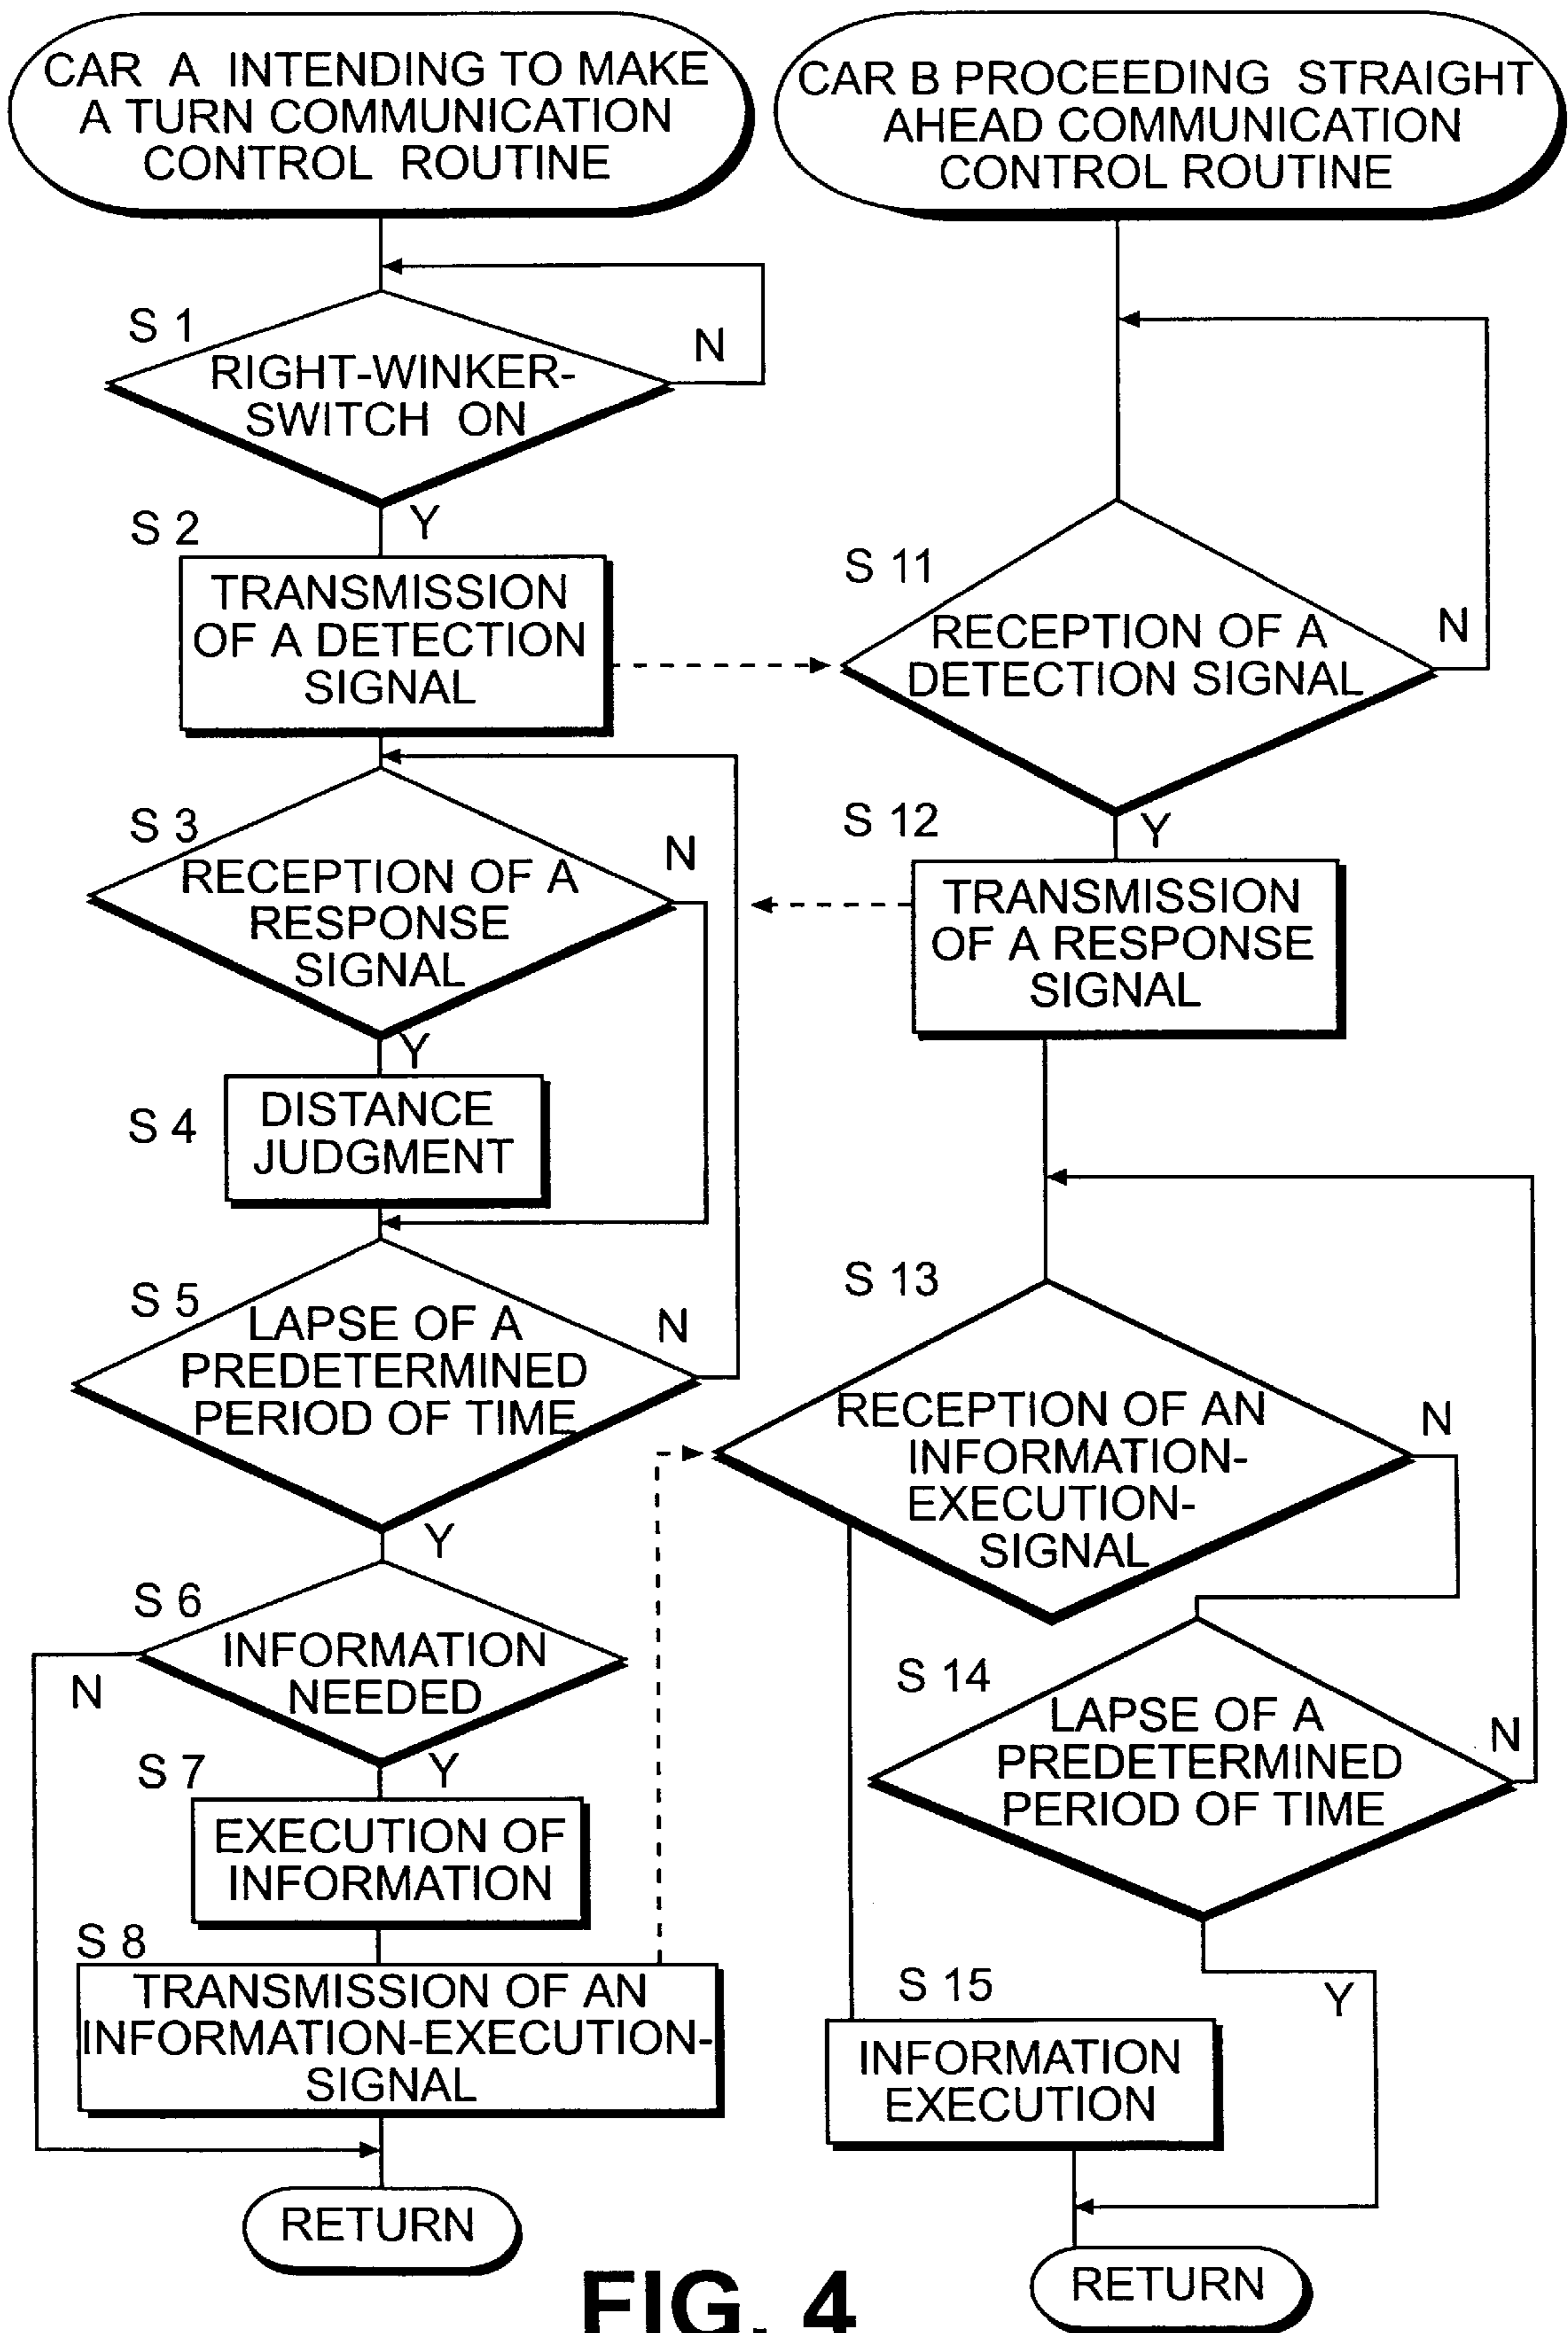 CAR A INTENDING TO MAKE
A TURN COMMUNICATION
CONTROL ROUTINE
S 1
RIGHT-WINKER-
SWITCH ON
N
Y
S 2
TRANSMISSION
OF A DETECTION
SIGNAL
S 3
RECEPTION OF A
RESPONSE
SIGNAL
N
Y
S 4
DISTANCE
JUDGMENT
S 5
LAPSE OF A
PREDETERMINED
PERIOD OF TIME
N
Y
S 6
INFORMATION
NEEDED
N
Y
S 7
EXECUTION OF
INFORMATION
S 8
TRANSMISSION OF AN
INFORMATION-EXECUTION-
SIGNAL
RETURN
CAR B PROCEEDING STRAIGHT
AHEAD COMMUNICATION
CONTROL ROUTINE
S 11
RECEPTION OF A
DETECTION SIGNAL
N
Y
S 12
TRANSMISSION
OF A RESPONSE
SIGNAL
S 13
RECEPTION OF AN
INFORMATION-
EXECUTION-
SIGNAL
N
S 14
LAPSE OF A
PREDETERMINED
PERIOD OF TIME
N
Y
S 15
INFORMATION
EXECUTION
RETURN
FIG. 4